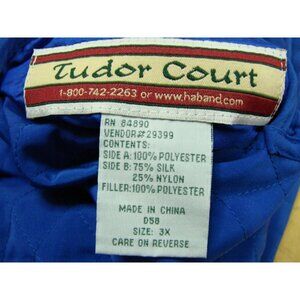 Tudor Court
1-800-742-2263 or www.haband.com
RN 84890
VENDOR#29399
CONTENTS:
SIDE A: 100% POLYESTER
SIDE B: 75% SILK
25% NYLON
FILLER: 100% POLYESTER
MADE IN CHINA
D58
SIZE: 3X
CARE ON REVERSE